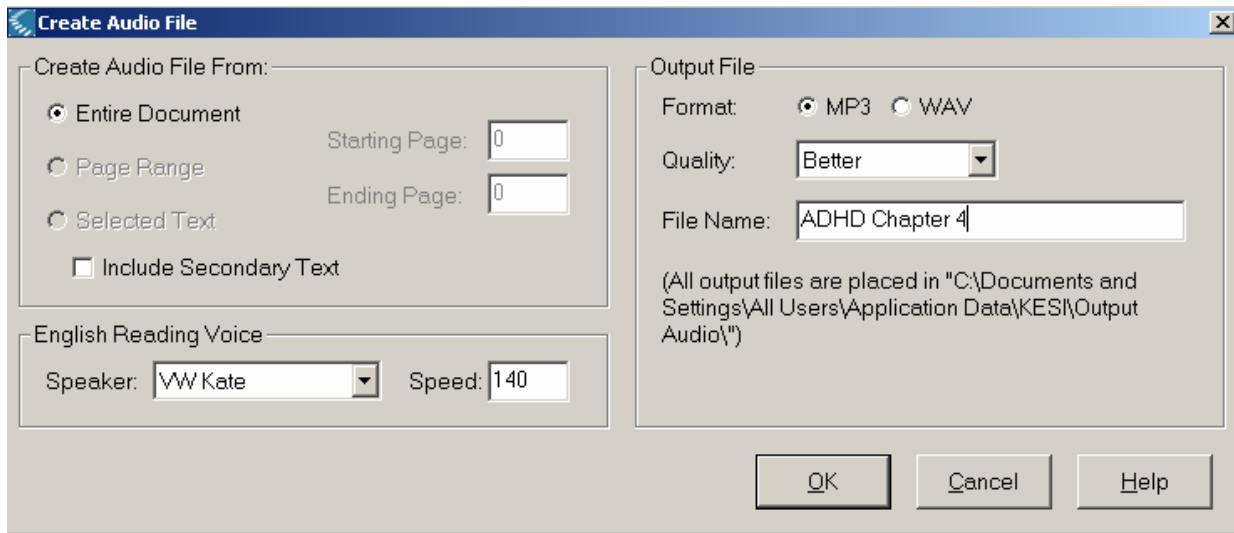 Create Audio File
Create Audio File From:
Entire Document
Starting Page: 0
Page Range
Ending Page: 0
Selected Text
Include Secondary Text
English Reading Voice
Speaker: VW Kate Speed: 140
Output File
Format: MP3 WAV
Quality: Better
File Name: ADHD Chapter 4
(All output files are placed in "C:\Documents and
Settings\All Users\Application Data\KESI\Output
Audio\")
OK Cancel Help